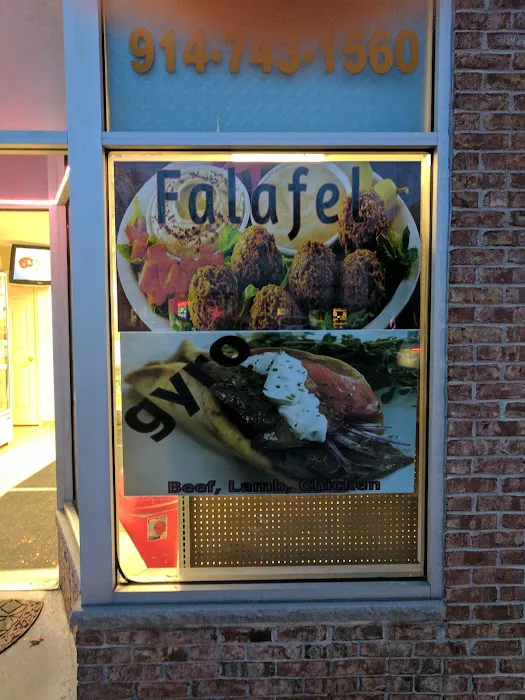 914-743-1560
Falafel
gyro
Beef, Lamb, Chicken